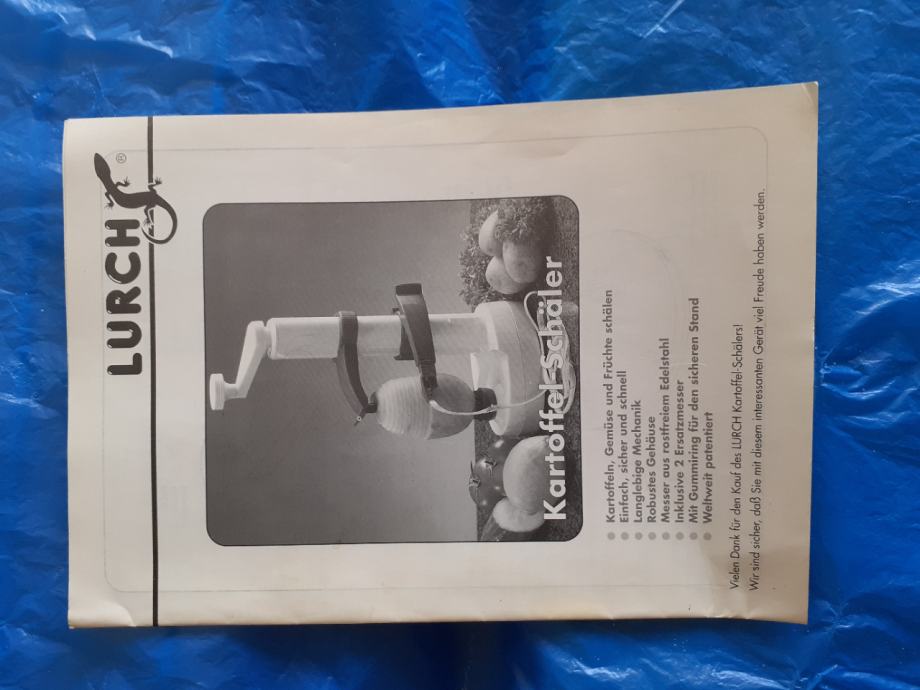 LURCH®
Kartoffel-Schäler
Kartoffeln, Gemüse und Früchte schälen
Einfach, sicher und schnell
Langlebige Mechanik
Robustes Gehäuse
Messer aus rostfreiem Edelstahl
Inklusive 2 Ersatzmesser
Mit Gummiring für den sicheren Stand
Weltweit patentiert
Vielen Dank für den Kauf des LURCH Kartoffel-Schälers!
Wir sind sicher, daß Sie mit diesem interessanten Gerät viel Freude haben werden.